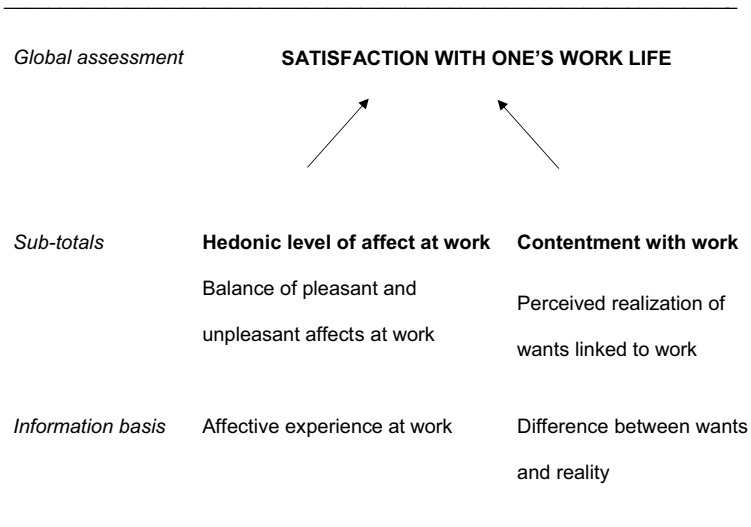 Global assessment SATISFACTION WITH ONE’S WORK LIFE
Sub-totals Hedonic level of affect at work Contentment with work
Balance of pleasant and
unpleasant affects at work
Perceived realization of
wants linked to work
Information basis Affective experience at work Difference between wants
and reality